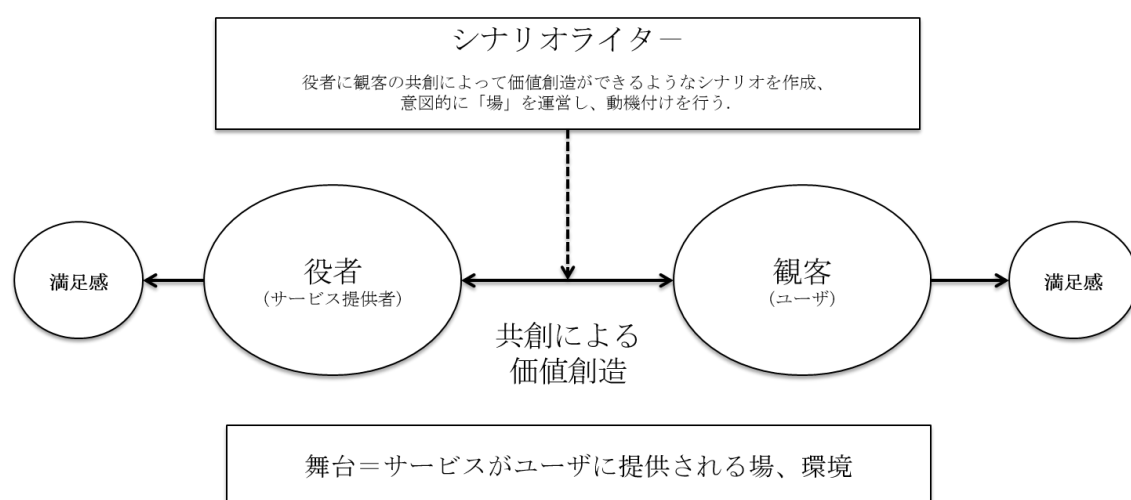 シナリオライター
役者に観客の共創によって価値創造ができるようなシナリオを作成、
意図的に「場」を運営し、動機付けを行う.
満足感
役者
（サービス提供者）
観客
（ユーザ）
満足感
共創による
価値創造
舞台＝サービスがユーザに提供される場、環境